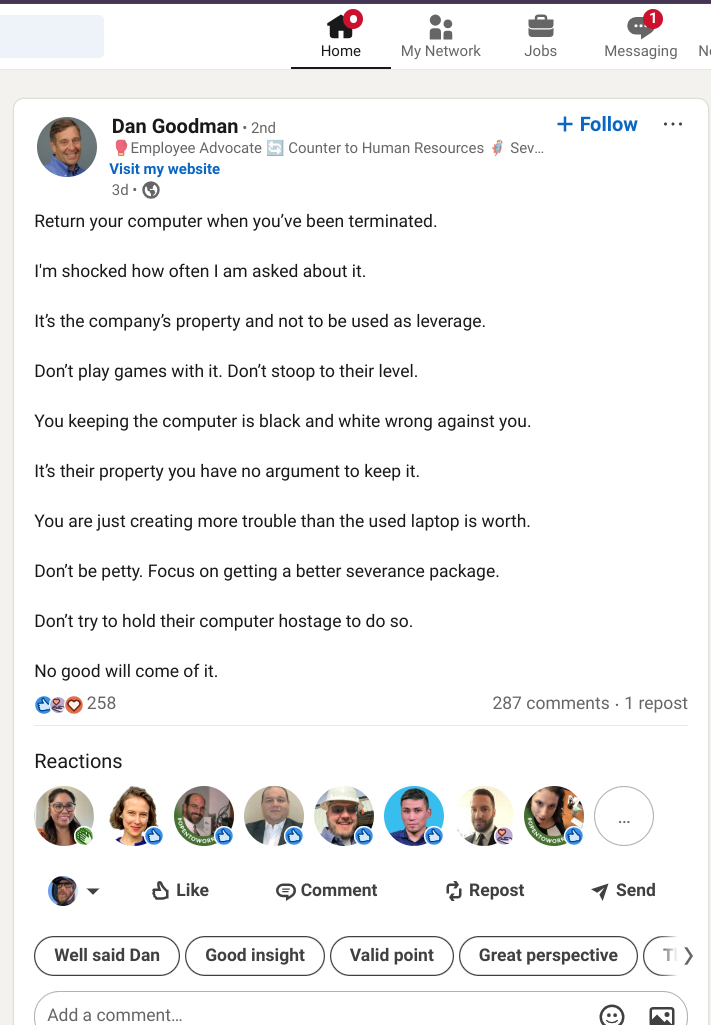 Home
My Network
Jobs
1
Messaging
Dan Goodman • 2nd
Employee Advocate Counter to Human Resources Sev...
Visit my website
3d •
+ Follow
Return your computer when you’ve been terminated.
I'm shocked how often I am asked about it.
It’s the company’s property and not to be used as leverage.
Don’t play games with it. Don’t stoop to their level.
You keeping the computer is black and white wrong against you.
It’s their property you have no argument to keep it.
You are just creating more trouble than the used laptop is worth.
Don’t be petty. Focus on getting a better severance package.
Don’t try to hold their computer hostage to do so.
No good will come of it.
258
287 comments · 1 repost
Reactions
#OPENTOWORK
#OPENTOWORK
...
Like
Comment
Repost
Send
Well said Dan
Good insight
Valid point
Great perspective
Add a comment...